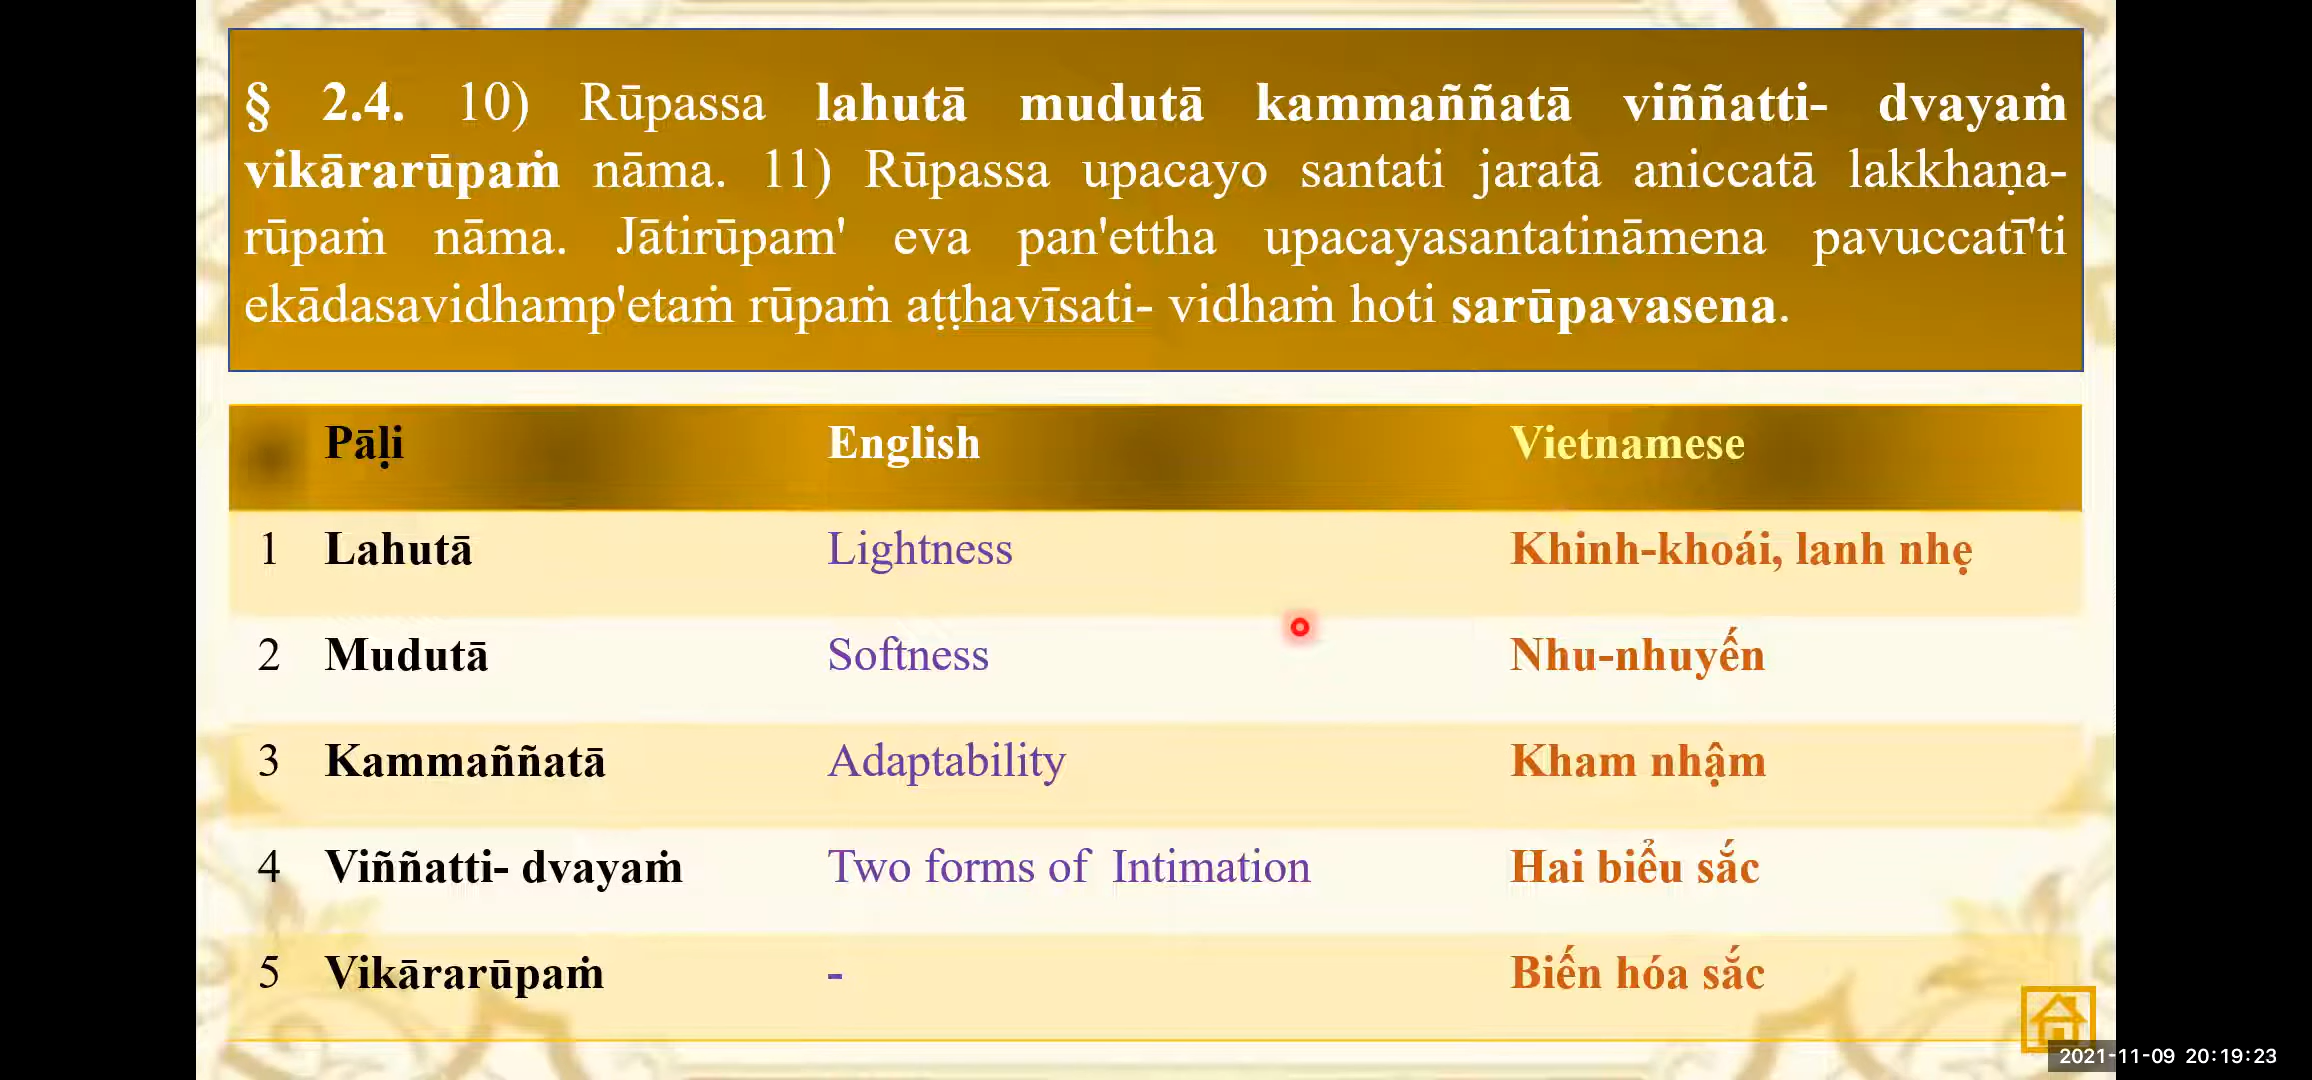 § 2.4. 10) Rūpassa lahutā mudutā kammaññatā viññatti- dvayaṁ
vikārarūpaṁ nāma. 11) Rūpassa upacayo santati jaratā aniccatā lakkhaṇa-
rūpaṁ nāma. Jātirūpam' eva pan'ettha upacayasantatināmena pavuccatī'ti
ekādasavidhamp'etaṁ rūpaṁ aṭṭhavīsati- vidhaṁ hoti sarūpavasena.
Pāḷi English Vietnamese
1 Lahutā Lightness Khinh-khoái, lanh nhẹ
2 Mudutā Softness Nhu-nhuyến
3 Kammaññatā Adaptability Kham nhậm
4 Viññatti- dvayaṁ Two forms of Intimation Hai biểu sắc
5 Vikārarūpaṁ - Biến hóa sắc
2021-11-09 20:19:23